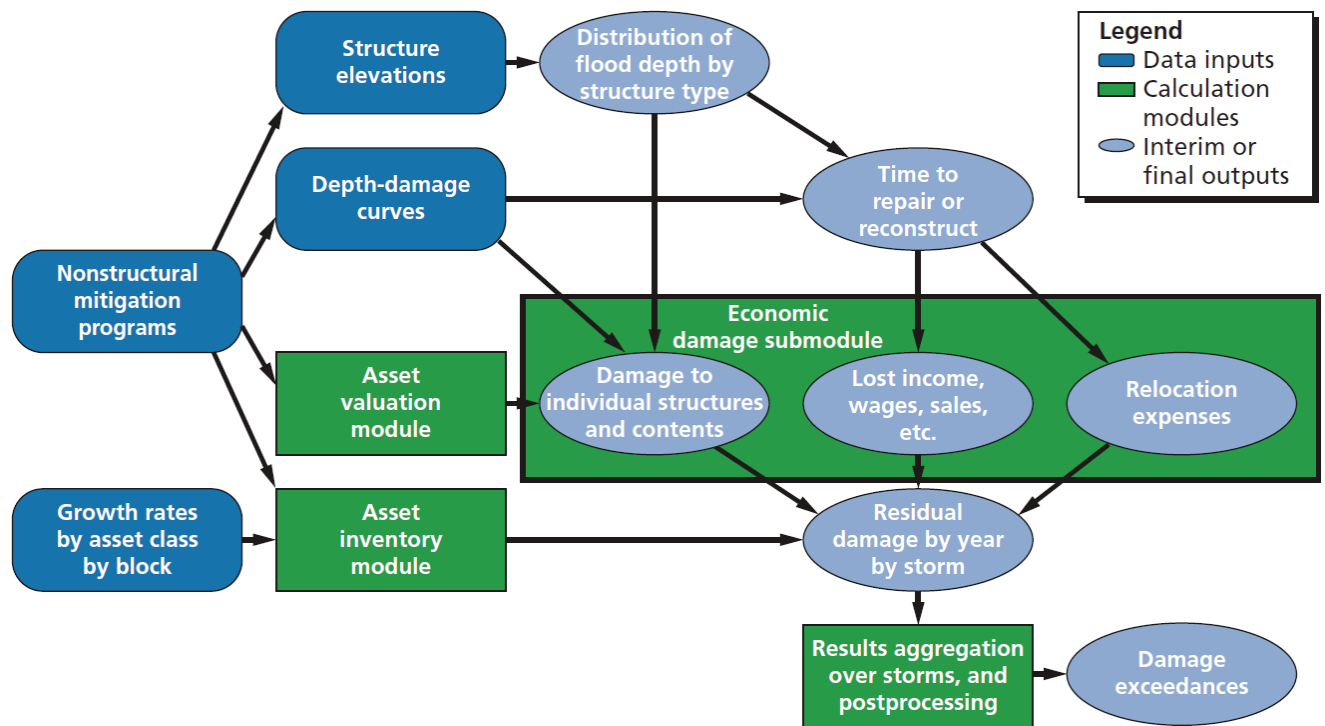 Structure
elevations
Distribution of
flood depth by
structure type
Legend
Data inputs
Calculation
modules
Interim or
final outputs
Depth-damage
curves
Time to
repair or
reconstruct
Nonstructural
mitigation
programs
Economic
damage submodule
Asset
valuation
module
Damage to
individual structures
and contents
Lost income,
wages, sales,
etc.
Relocation
expenses
Growth rates
by asset class
by block
Asset
inventory
module
Residual
damage by year
by storm
Results aggregation
over storms, and
postprocessing
Damage
exceedances